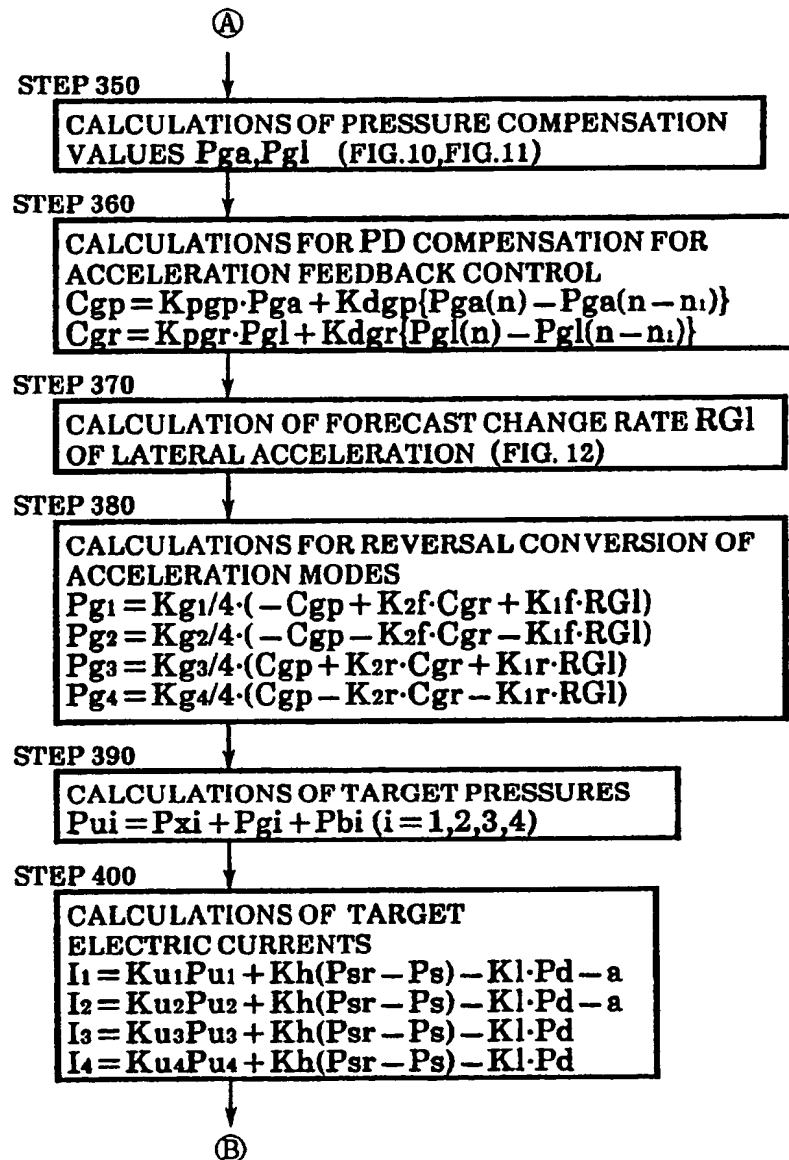 Ⓐ
STEP 350
CALCULATIONS OF PRESSURE COMPENSATION
VALUES Pga,Pgl (FIG.10,FIG.11)
STEP 360
CALCULATIONS FOR PD COMPENSATION FOR
ACCELERATION FEEDBACK CONTROL
Cgp=Kpgp·Pga+Kdgp{Pga(n)−Pga(n−n₁)}
Cgr=Kpgr·Pgl+Kdgr{Pgl(n)−Pgl(n−n₁)}
STEP 370
CALCULATION OF FORECAST CHANGE RATE RGl
OF LATERAL ACCELERATION (FIG. 12)
STEP 380
CALCULATIONS FOR REVERSAL CONVERSION OF
ACCELERATION MODES
Pg₁=Kg₁/4·(−Cgp+K₂f·Cgr+K₁f·RGl)
Pg₂=Kg₂/4·(−Cgp−K₂f·Cgr−K₁f·RGl)
Pg₃=Kg₃/4·(Cgp+K₂r·Cgr+K₁r·RGl)
Pg₄=Kg₄/4·(Cgp−K₂r·Cgr−K₁r·RGl)
STEP 390
CALCULATIONS OF TARGET PRESSURES
Pui=Pxi+Pgi+Pbi (i=1,2,3,4)
STEP 400
CALCULATIONS OF TARGET
ELECTRIC CURRENTS
I₁=Ku₁Pu₁+Kh(Psr−Ps)−Kl·Pd−a
I₂=Ku₂Pu₂+Kh(Psr−Ps)−Kl·Pd−a
I₃=Ku₃Pu₃+Kh(Psr−Ps)−Kl·Pd
I₄=Ku₄Pu₄+Kh(Psr−Ps)−Kl·Pd
Ⓑ